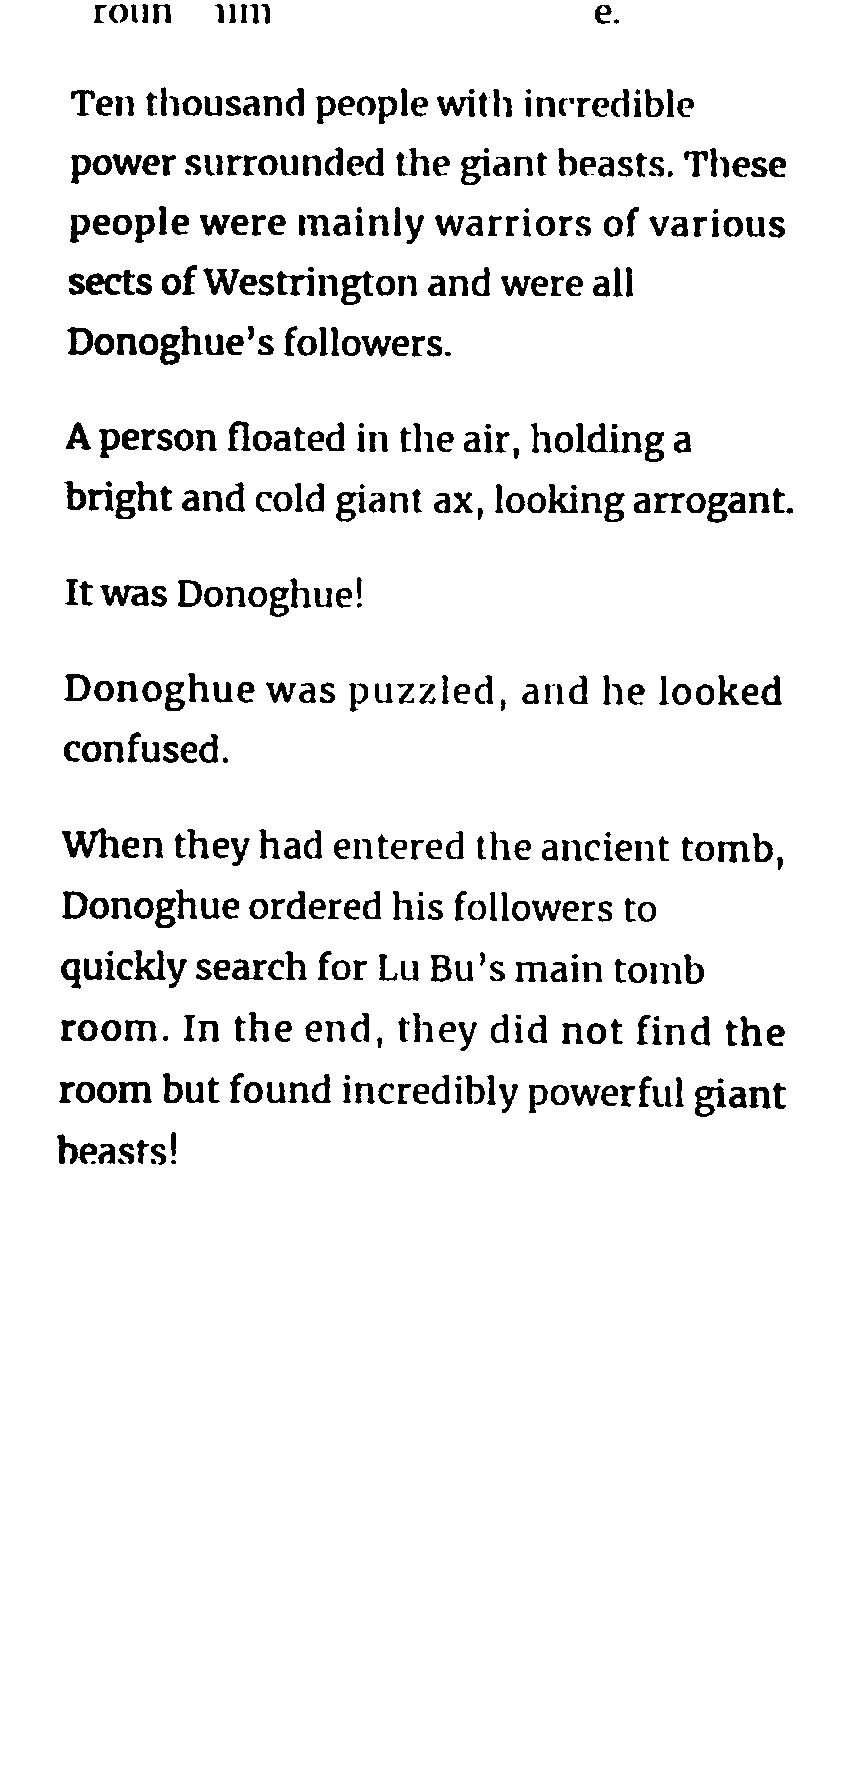 Ten thousand people with incredible
power surrounded the giant beasts. These
people were mainly warriors of various
sects of Westrington and were all
Donoghue's followers.
A person floated in the air, holding a
bright and cold giant ax, looking arrogant.
It was Donoghue!
Donoghue was puzzled, and he looked
confused.
When they had entered the ancient tomb,
Donoghue ordered his followers to
quickly search for Lu Bu's main tomb
room. In the end, they did not find the
room but found incredibly powerful giant
beasts!